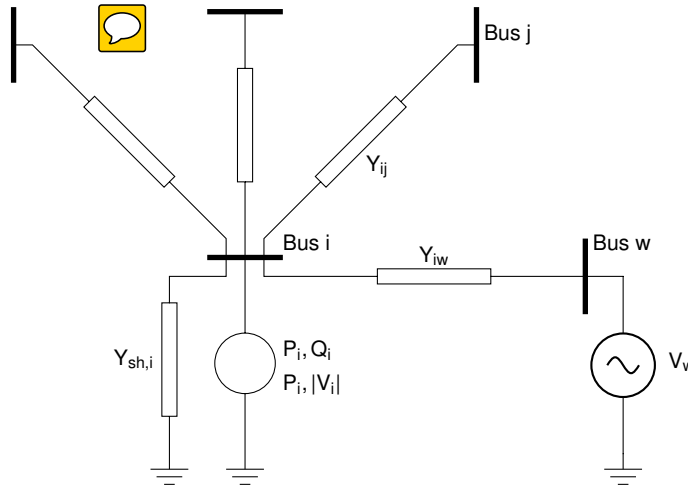 Bus j
Y_ij
Bus i
Bus w
Y_iw
Y_sh,i
P_i, Q_i
P_i, |V_i|
V_w